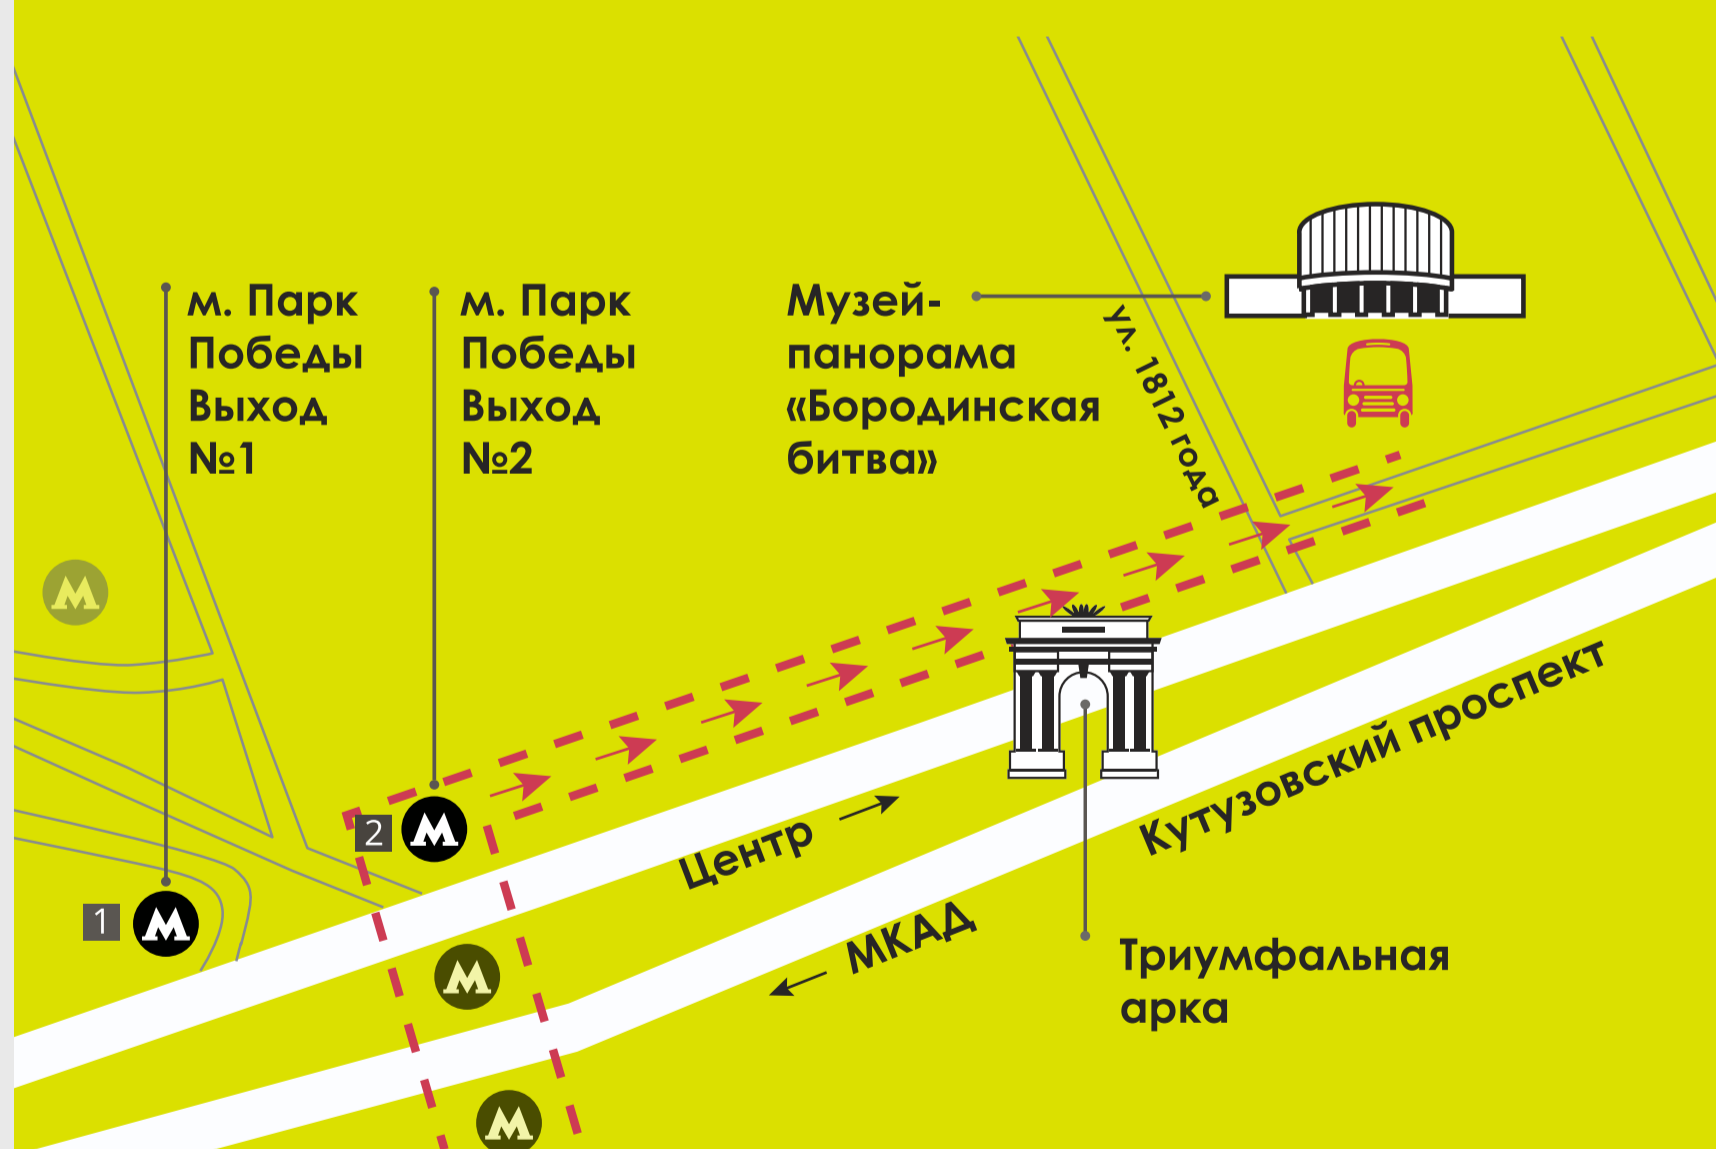 м. Парк
Победы
Выход
№1
м. Парк
Победы
Выход
№2
Музей-
панорама
«Бородинская
битва»
ул. 1812 года
2
1
Центр
МКАД
Кутузовский проспект
Триумфальная
арка
М
М
М
М
М